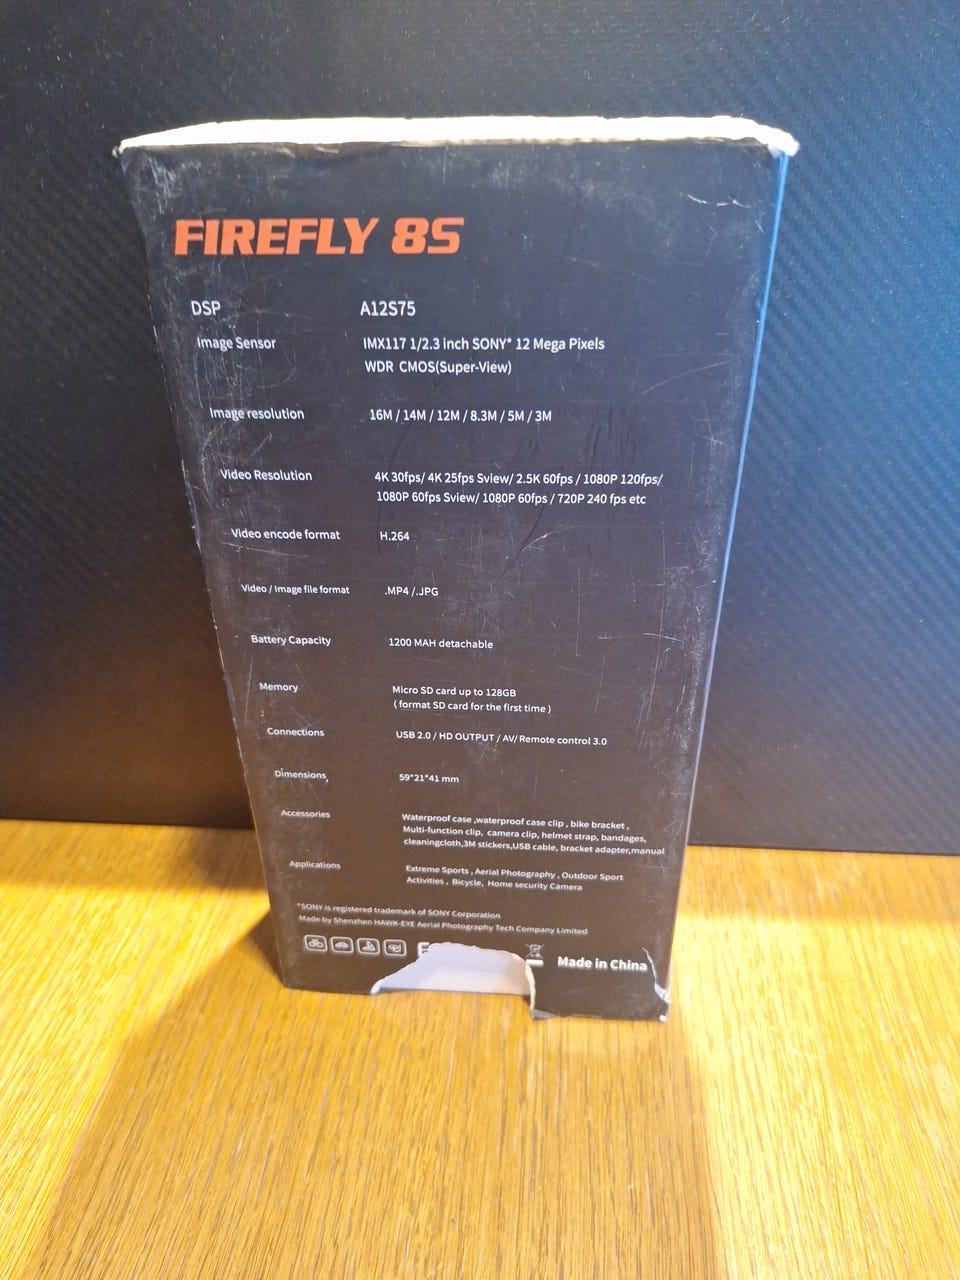 FIREFLY 8S
DSP A12S75
Image Sensor IMX117 1/2.3 inch SONY* 12 Mega Pixels
WDR CMOS(Super-View)
Image resolution 16M / 14M / 12M / 8.3M / 5M / 3M
Video Resolution 4K 30fps/ 4K 25fps Sview/ 2.5K 60fps / 1080P 120fps/
1080P 60fps Sview/ 1080P 60fps / 720P 240 fps etc
Video encode format H.264
Video / Image file format .MP4 /.JPG
Battery Capacity 1200 MAH detachable
Memory Micro SD card up to 128GB
( format SD card for the first time )
Connections USB 2.0 / HD OUTPUT / AV/ Remote control 3.0
Dimensions, 59*21*41 mm
Accessories Waterproof case ,waterproof case clip , bike bracket ,
Multi-function clip, camera clip, helmet strap, bandages,
cleaningcloth,3M stickers,USB cable, bracket adapter,manual
Applications Extreme Sports , Aerial Photography , Outdoor Sport
Activities , Bicycle, Home security Camera
*SONY is registered trademark of SONY Corporation
Made by Shenzhen HAWK-EYE Aerial Photography Tech Company Limited
Made in China